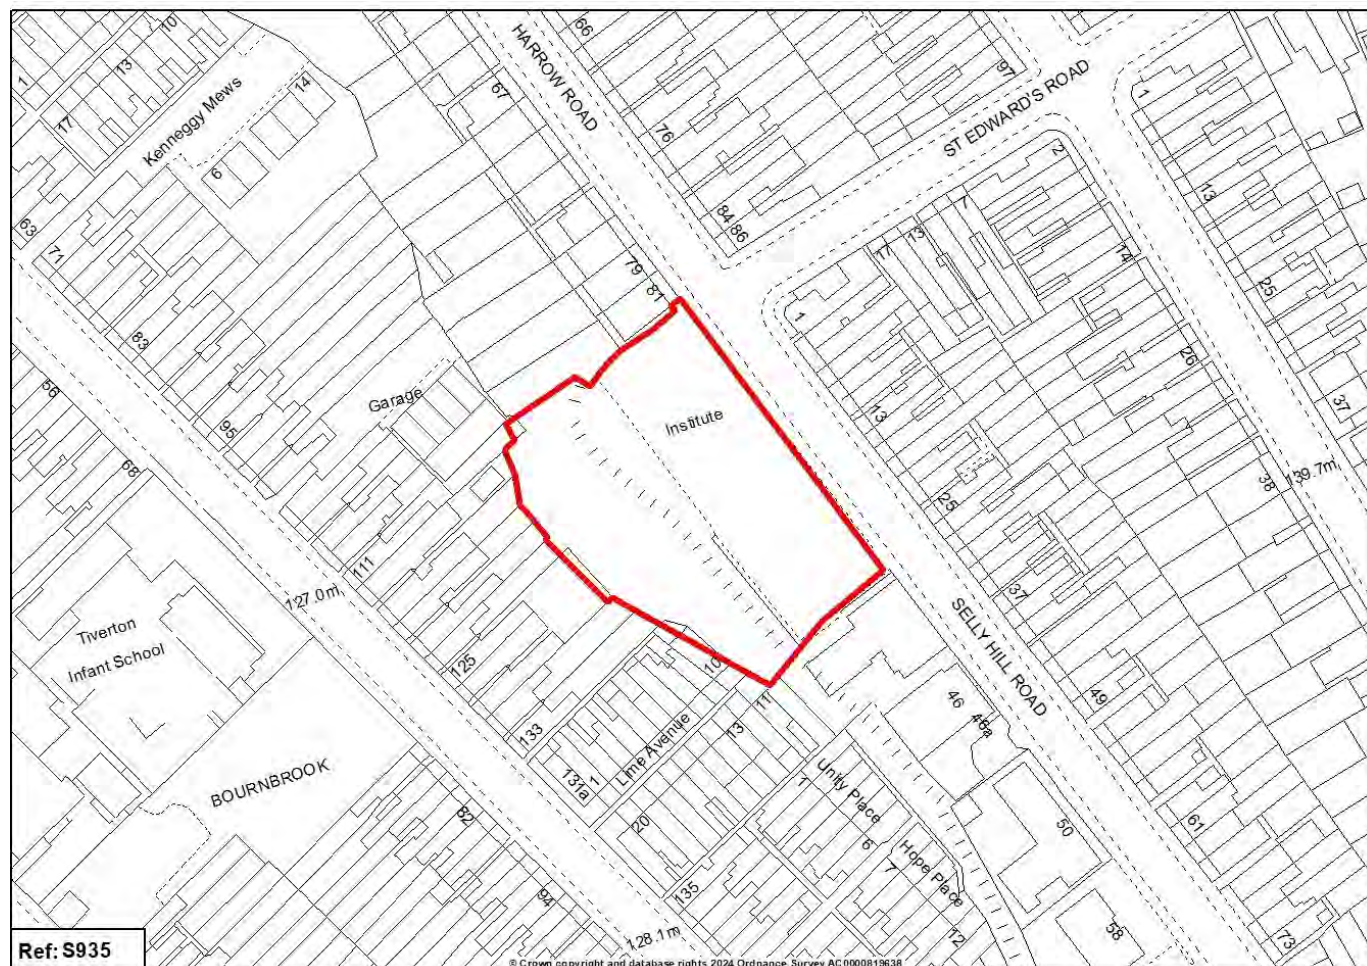 66
10
1
13
17
Kenneggy Mews
14
6
63
71
83
95
56
68
111
127.0m
67
HARROW ROAD
76
97
84
86
79
81
ST EDWARD'S ROAD
1
2
13
7
13
17
14
25
26
37
38
139.7m
Garage
Institute
1
13
25
37
49
61
73
SELLY HILL ROAD
46
46a
50
58
Tiverton
Infant School
BOURNBROOK
125
133
131a
1
Lime Avenue
10
11
13
20
135
Unity Place
1
6
Hope Place
7
12
82
94
128.1m
Ref: S935
© Crown copyright and database rights 2024 Ordnance Survey AC0000819638